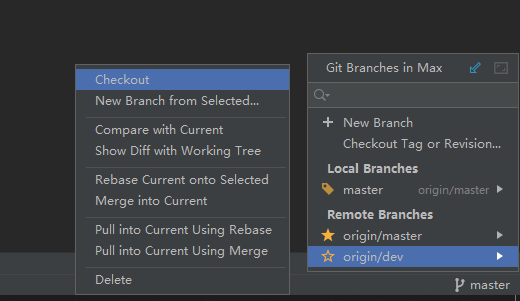 Checkout
New Branch from Selected...
Compare with Current
Show Diff with Working Tree
Rebase Current onto Selected
Merge into Current
Pull into Current Using Rebase
Pull into Current Using Merge
Delete
Git Branches in Max
New Branch
Checkout Tag or Revision...
Local Branches
master origin/master
Remote Branches
origin/master
origin/dev
master